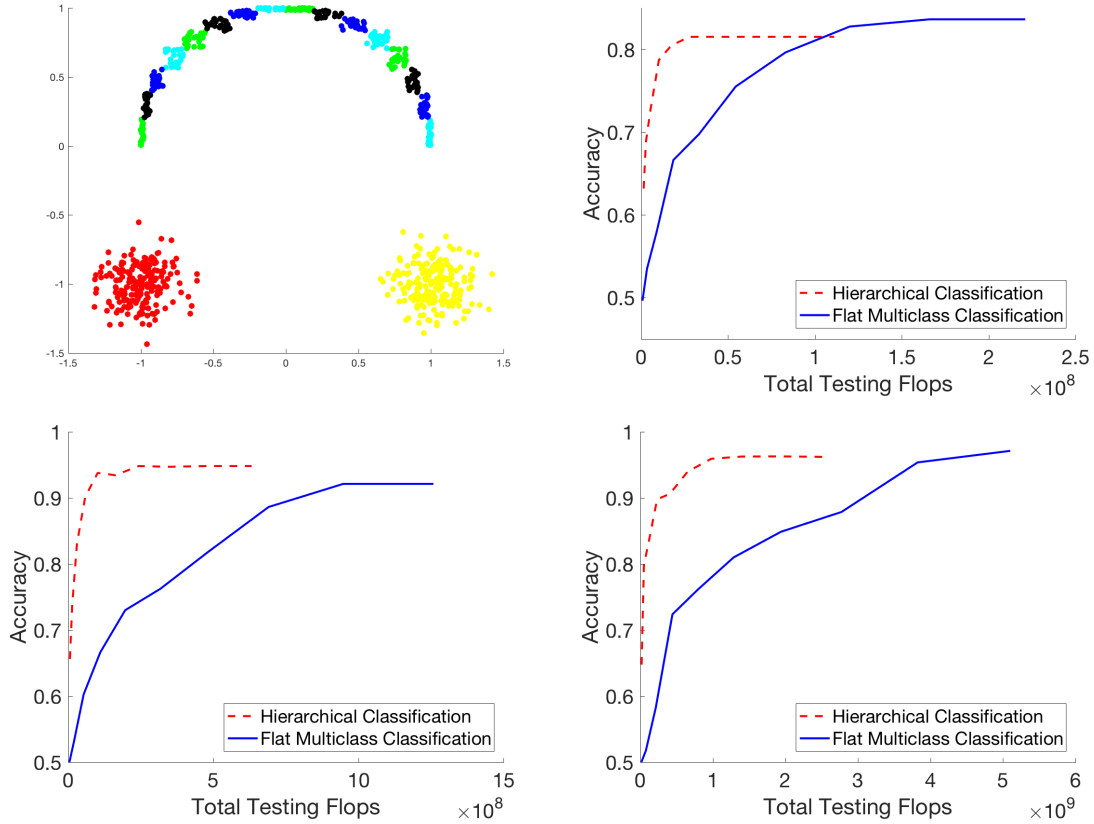 1
0.5
0
-0.5
-1
-1.5
-1.5 -1 -0.5 0 0.5 1 1.5
Accuracy
0.8
0.7
0.6
0.5
Hierarchical Classification
Flat Multiclass Classification
0 0.5 1 1.5 2 2.5
Total Testing Flops ×10^8
Accuracy
1
0.9
0.8
0.7
0.6
0.5
Hierarchical Classification
Flat Multiclass Classification
0 5 10 15
Total Testing Flops ×10^8
Accuracy
1
0.9
0.8
0.7
0.6
0.5
Hierarchical Classification
Flat Multiclass Classification
0 1 2 3 4 5 6
Total Testing Flops ×10^9